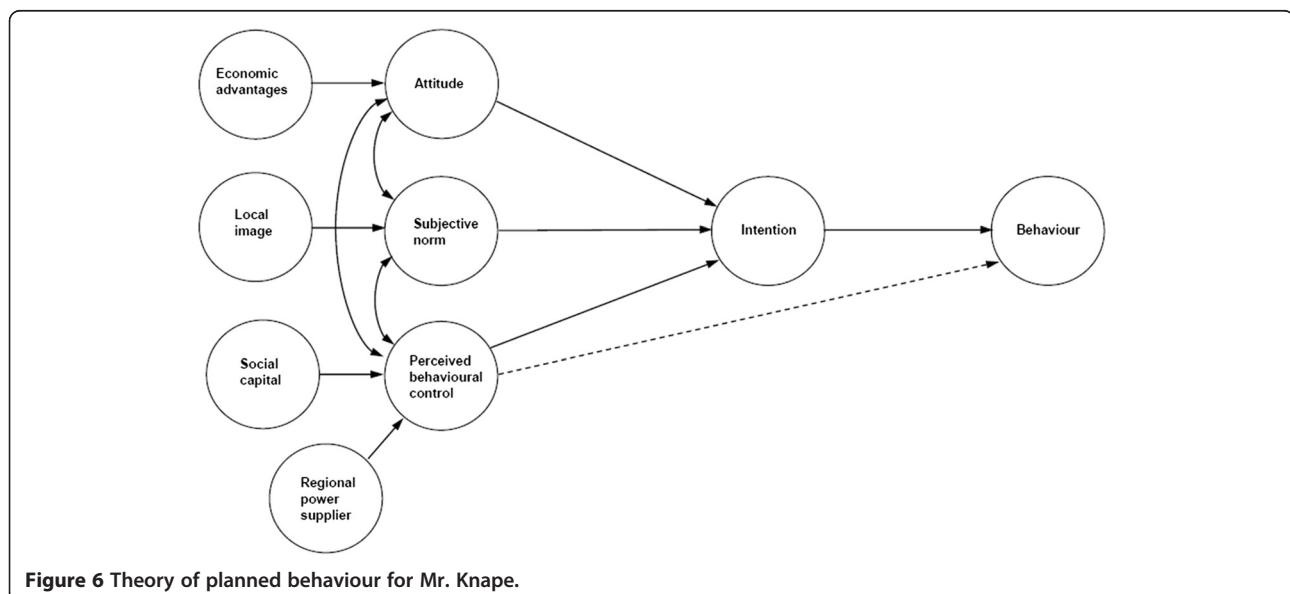 Economic
advantages
Attitude
Local
image
Subjective
norm
Intention
Behaviour
Social
capital
Perceived
behavioural
control
Regional
power
supplier
Figure 6 Theory of planned behaviour for Mr. Knape.